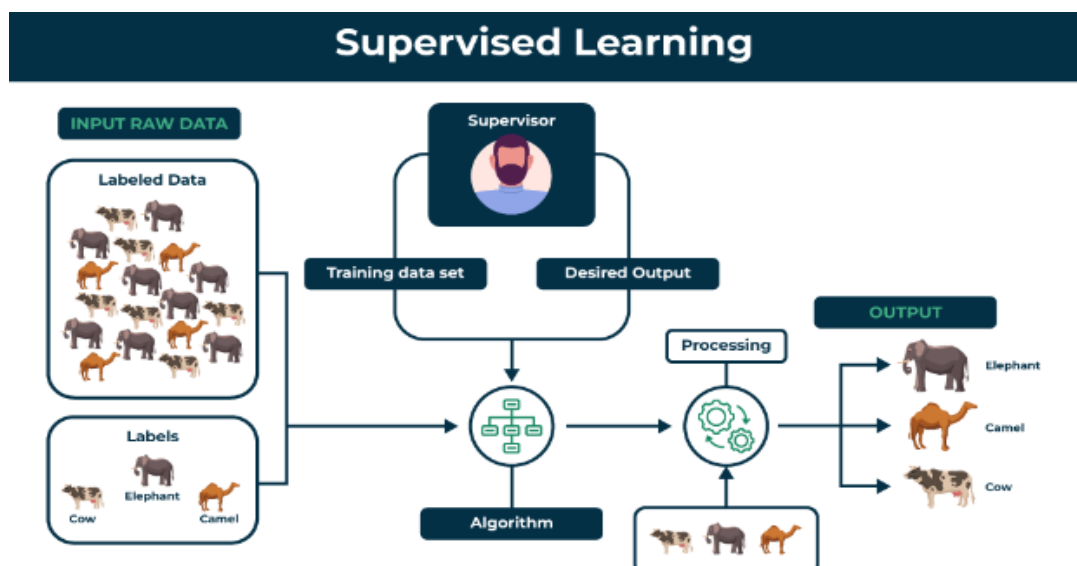 Supervised Learning
INPUT RAW DATA
Labeled Data
Labels
Elephant
Cow
Camel
Supervisor
Training data set
Desired Output
Algorithm
Processing
OUTPUT
Elephant
Camel
Cow